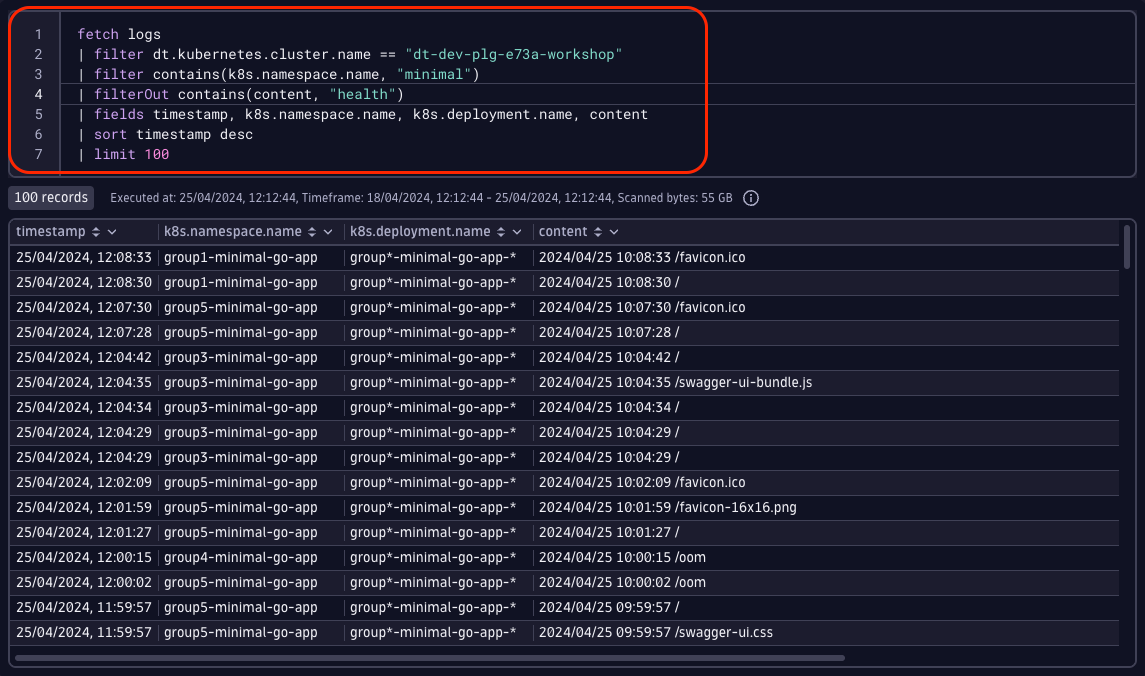 1 fetch logs
2 | filter dt.kubernetes.cluster.name == "dt-dev-plg-e73a-workshop"
3 | filter contains(k8s.namespace.name, "minimal")
4 | filterOut contains(content, "health")
5 | fields timestamp, k8s.namespace.name, k8s.deployment.name, content
6 | sort timestamp desc
7 | limit 100
100 records Executed at: 25/04/2024, 12:12:44, Timeframe: 18/04/2024, 12:12:44 - 25/04/2024, 12:12:44, Scanned bytes: 55 GB
timestamp k8s.namespace.name k8s.deployment.name content
25/04/2024, 12:08:33 group1-minimal-go-app group*-minimal-go-app-* 2024/04/25 10:08:33 /favicon.ico
25/04/2024, 12:08:30 group1-minimal-go-app group*-minimal-go-app-* 2024/04/25 10:08:30 /
25/04/2024, 12:07:30 group5-minimal-go-app group*-minimal-go-app-* 2024/04/25 10:07:30 /favicon.ico
25/04/2024, 12:07:28 group5-minimal-go-app group*-minimal-go-app-* 2024/04/25 10:07:28 /
25/04/2024, 12:04:42 group3-minimal-go-app group*-minimal-go-app-* 2024/04/25 10:04:42 /
25/04/2024, 12:04:35 group3-minimal-go-app group*-minimal-go-app-* 2024/04/25 10:04:35 /swagger-ui-bundle.js
25/04/2024, 12:04:34 group3-minimal-go-app group*-minimal-go-app-* 2024/04/25 10:04:34 /
25/04/2024, 12:04:29 group3-minimal-go-app group*-minimal-go-app-* 2024/04/25 10:04:29 /
25/04/2024, 12:04:29 group3-minimal-go-app group*-minimal-go-app-* 2024/04/25 10:04:29 /
25/04/2024, 12:02:09 group5-minimal-go-app group*-minimal-go-app-* 2024/04/25 10:02:09 /favicon.ico
25/04/2024, 12:01:59 group5-minimal-go-app group*-minimal-go-app-* 2024/04/25 10:01:59 /favicon-16x16.png
25/04/2024, 12:01:27 group5-minimal-go-app group*-minimal-go-app-* 2024/04/25 10:01:27 /
25/04/2024, 12:00:15 group4-minimal-go-app group*-minimal-go-app-* 2024/04/25 10:00:15 /oom
25/04/2024, 12:00:02 group5-minimal-go-app group*-minimal-go-app-* 2024/04/25 10:00:02 /oom
25/04/2024, 11:59:57 group5-minimal-go-app group*-minimal-go-app-* 2024/04/25 09:59:57 /
25/04/2024, 11:59:57 group5-minimal-go-app group*-minimal-go-app-* 2024/04/25 09:59:57 /swagger-ui.css